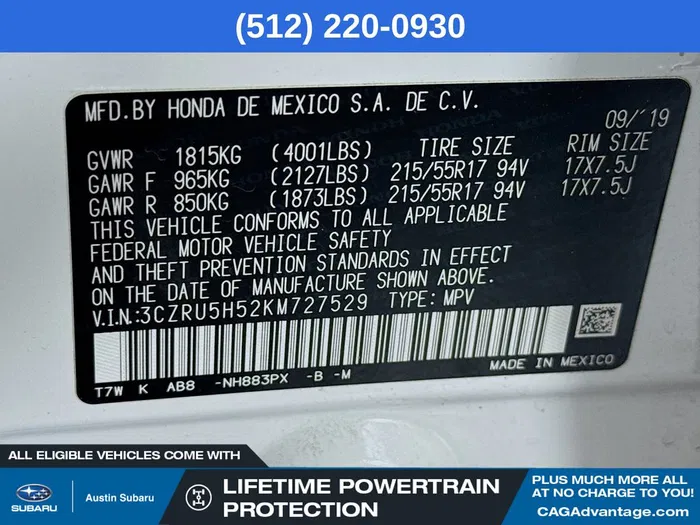 (512) 220-0930
MFD.BY HONDA DE MEXICO S.A. DE C.V.
09/'19
GVWR 1815KG (4001LBS) TIRE SIZE RIM SIZE
GAWR F 965KG (2127LBS) 215/55R17 94V 17X7.5J
GAWR R 850KG (1873LBS) 215/55R17 94V 17X7.5J
THIS VEHICLE CONFORMS TO ALL APPLICABLE
FEDERAL MOTOR VEHICLE SAFETY
AND THEFT PREVENTION STANDARDS IN EFFECT
ON THE DATE OF MANUFACTURE SHOWN ABOVE.
V.I.N.:3CZRU5H52KM727529 TYPE: MPV
T7W K AB8 -NH883PX -B -M MADE IN MEXICO
ALL ELIGIBLE VEHICLES COME WITH
SUBARU
Austin Subaru
LIFETIME POWERTRAIN
PROTECTION
PLUS MUCH MORE ALL
AT NO CHARGE TO YOU!
CAGAdvantage.com